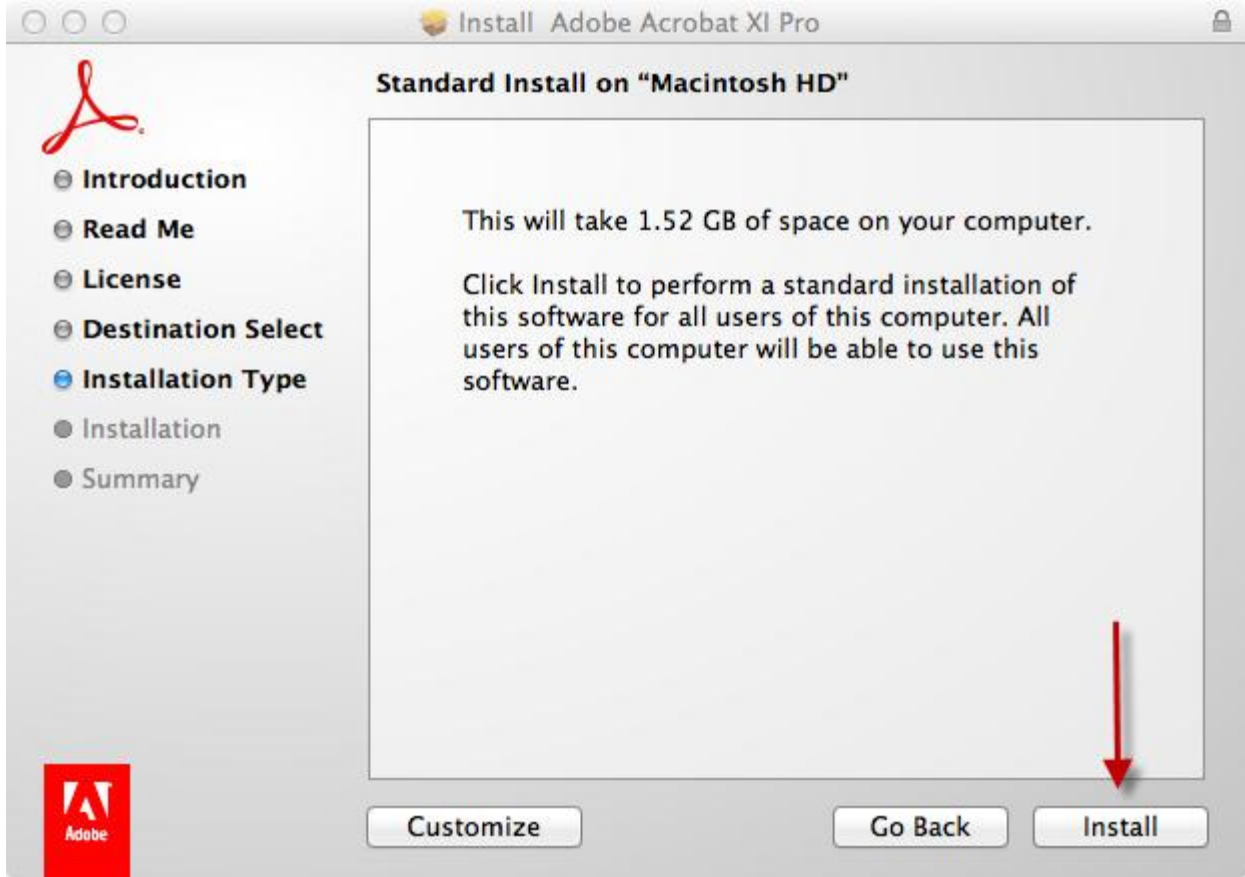 Install Adobe Acrobat XI Pro
Standard Install on “Macintosh HD”
Introduction
Read Me
License
Destination Select
Installation Type
Installation
Summary
This will take 1.52 GB of space on your computer.
Click Install to perform a standard installation of
this software for all users of this computer. All
users of this computer will be able to use this
software.
Adobe
Customize
Go Back
Install